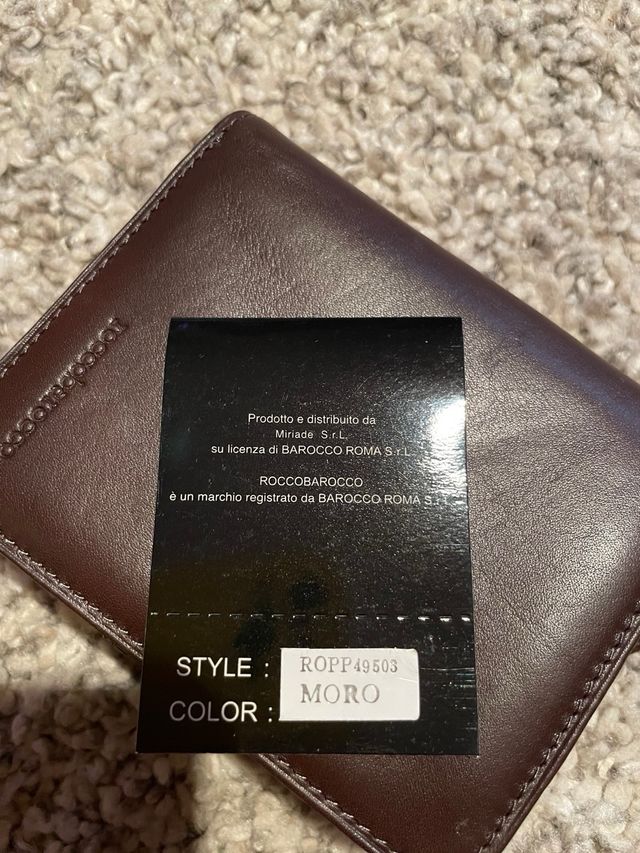 roccobarocco
Prodotto e distribuito da
Miriade S.r.L.
su licenza di BAROCCO ROMA S.r.L
ROCCOBAROCCO
è un marchio registrato da BAROCCO ROMA S.r.
STYLE : ROPP49503
COLOR : MORO